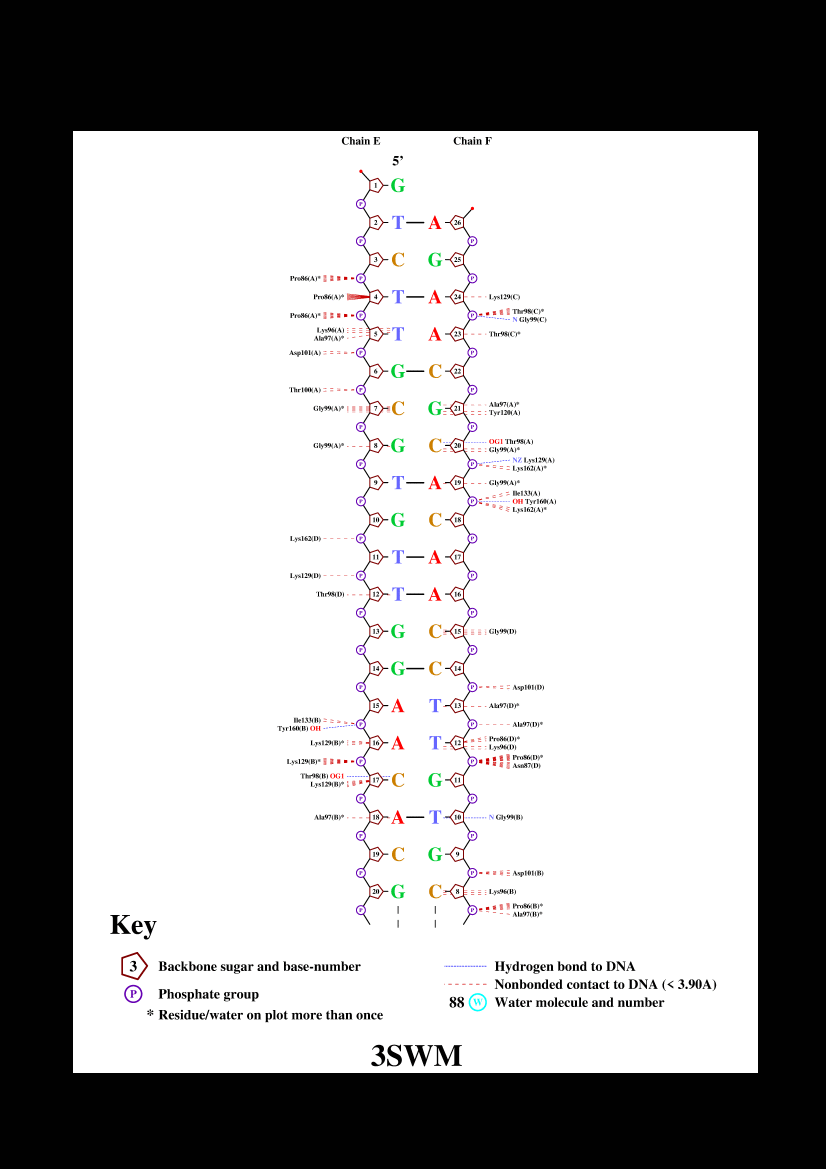 Chain E Chain F
5’
1 G
P
2 T A 26
P P
3 C G 25
Pro86(A)* P P
Pro86(A)* 4 T A 24 Lys129(C)
Thr98(C)*
Pro86(A)* P P
N Gly99(C)
Lys96(A)
5 T A 23 Thr98(C)*
Ala97(A)*
Asp101(A) P P
6 G C 22
Thr100(A) P P
Ala97(A)*
Gly99(A)* 7 C G 21
Tyr120(A)
P P
OG1 Thr98(A)
Gly99(A)* 8 G C 20
Gly99(A)*
NZ Lys129(A)
P P
Lys162(A)*
9 T A 19 Gly99(A)*
Ile133(A)
P P OH Tyr160(A)
Lys162(A)*
10 G C 18
Lys162(D) P P
11 T A 17
Lys129(D) P P
Thr98(D) 12 T A 16
P P
13 G C 15 Gly99(D)
P P
14 G C 14
P P Asp101(D)
15 A T 13 Ala97(D)*
Ile133(B)
P P Ala97(D)*
Tyr160(B) OH
Pro86(D)*
Lys129(B)* 16 A T 12
Lys96(D)
Pro86(D)*
Lys129(B)* P P
Asn87(D)
Thr98(B) OG1
17 C G 11
Lys129(B)*
P P
Ala97(B)* 18 A T 10 N Gly99(B)
P P
19 C G 9
P P Asp101(B)
20 G C 8 Lys96(B)
Pro86(B)*
P P
Ala97(B)*
Key
3 Backbone sugar and base-number
P Phosphate group
* Residue/water on plot more than once
Hydrogen bond to DNA
Nonbonded contact to DNA (< 3.90A)
88 W Water molecule and number
3SWM